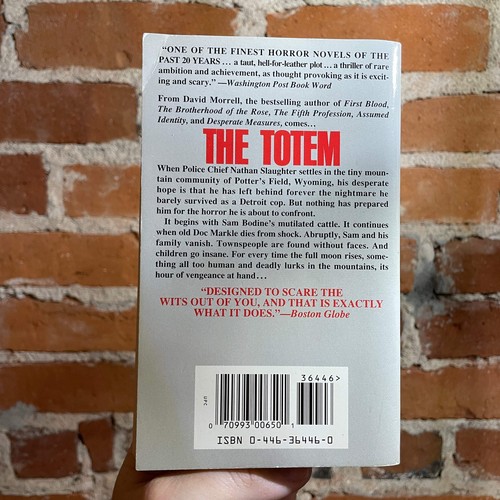 "ONE OF THE FINEST HORROR NOVELS OF THE
PAST 20 YEARS . . . a taut, hell-for-leather plot . . . a thriller of rare
ambition and achievement, as thought provoking as it is excit-
ing and scary." —Washington Post Book Word
From David Morrell, the bestselling author of First Blood,
The Brotherhood of the Rose, The Fifth Profession, Assumed
Identity, and Desperate Measures, comes...
THE TOTEM
When Police Chief Nathan Slaughter settles in the tiny moun-
tain community of Potter's Field, Wyoming, his desperate
hope is that he has left behind forever the nightmare he
barely survived as a Detroit cop. But nothing has prepared
him for the horror he is about to confront.
It begins with Sam Bodine's mutilated cattle. It continues
when old Doc Markle dies from shock. Abruptly, Sam and his
family vanish. Townspeople are found without faces. And
children go insane. For every time the full moon rises, some-
thing all too human and deadly lurks in the mountains, its
hour of vengeance at hand . . .
"DESIGNED TO SCARE THE
WITS OUT OF YOU, AND THAT IS EXACTLY
WHAT IT DOES."—Boston Globe
36446>
0 70993 00650 1
ISBN 0-446-36446-0